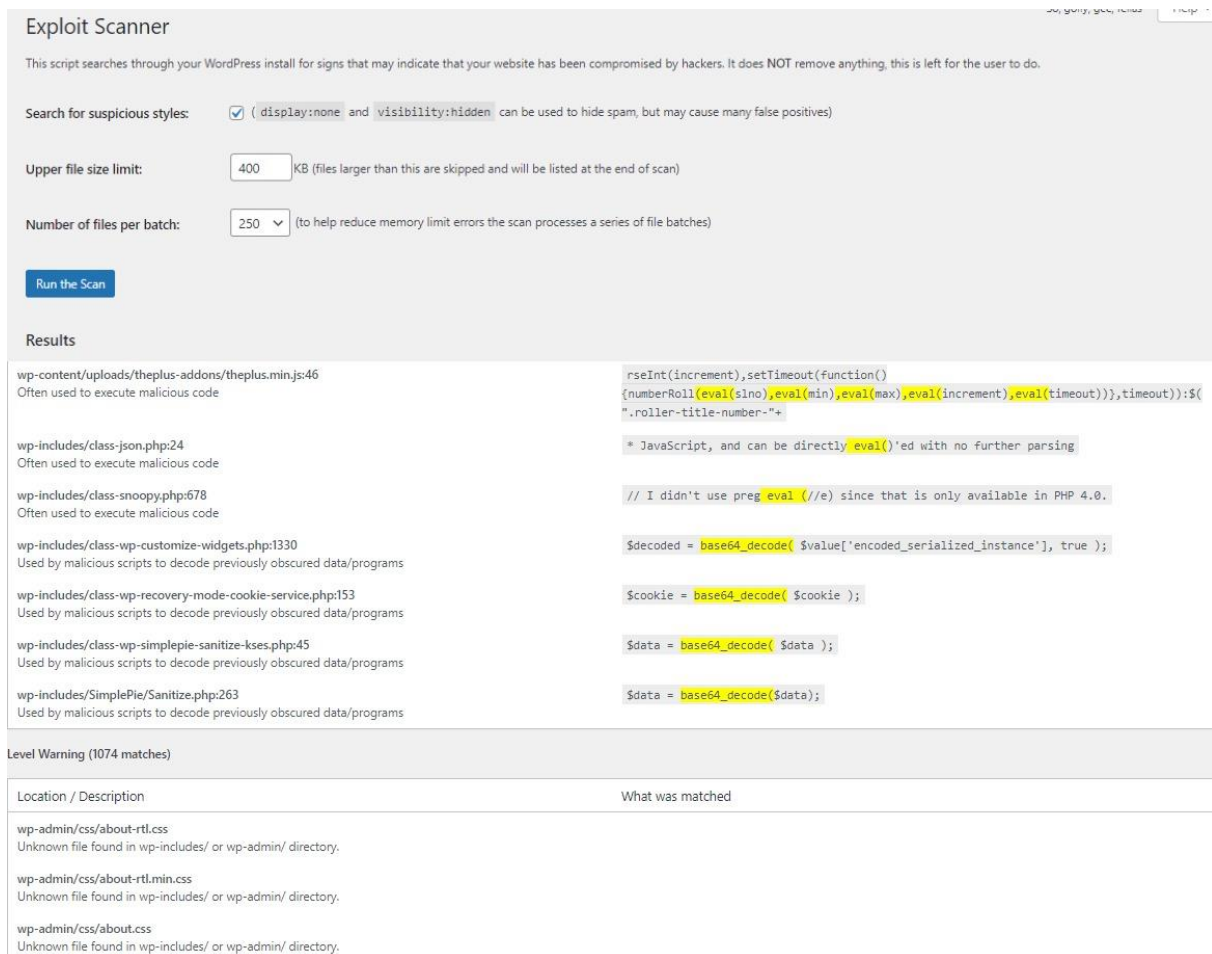 Exploit Scanner
This script searches through your WordPress install for signs that may indicate that your website has been compromised by hackers. It does NOT remove anything, this is left for the user to do.
Search for suspicious styles:
( display:none and visibility:hidden can be used to hide spam, but may cause many false positives)
Upper file size limit:
400 KB (files larger than this are skipped and will be listed at the end of scan)
Number of files per batch:
250 (to help reduce memory limit errors the scan processes a series of file batches)
Run the Scan
Results
wp-content/uploads/theplus-addons/theplus.min.js:46
Often used to execute malicious code
rseInt(increment),setTimeout(function()
{numberRoll(eval(slno),eval(min),eval(max),eval(increment),eval(timeout))},timeout)):$(
".roller-title-number-"+
wp-includes/class-json.php:24
Often used to execute malicious code
* JavaScript, and can be directly eval()'ed with no further parsing
wp-includes/class-snoopy.php:678
Often used to execute malicious code
// I didn't use preg eval (//e) since that is only available in PHP 4.0.
wp-includes/class-wp-customize-widgets.php:1330
Used by malicious scripts to decode previously obscured data/programs
$decoded = base64_decode( $value['encoded_serialized_instance'], true );
wp-includes/class-wp-recovery-mode-cookie-service.php:153
Used by malicious scripts to decode previously obscured data/programs
$cookie = base64_decode( $cookie );
wp-includes/class-wp-simplepie-sanitize-kses.php:45
Used by malicious scripts to decode previously obscured data/programs
$data = base64_decode( $data );
wp-includes/SimplePie/Sanitize.php:263
Used by malicious scripts to decode previously obscured data/programs
$data = base64_decode($data);
Level Warning (1074 matches)
Location / Description
What was matched
wp-admin/css/about-rtl.css
Unknown file found in wp-includes/ or wp-admin/ directory.
wp-admin/css/about-rtl.min.css
Unknown file found in wp-includes/ or wp-admin/ directory.
wp-admin/css/about.css
Unknown file found in wp-includes/ or wp-admin/ directory.